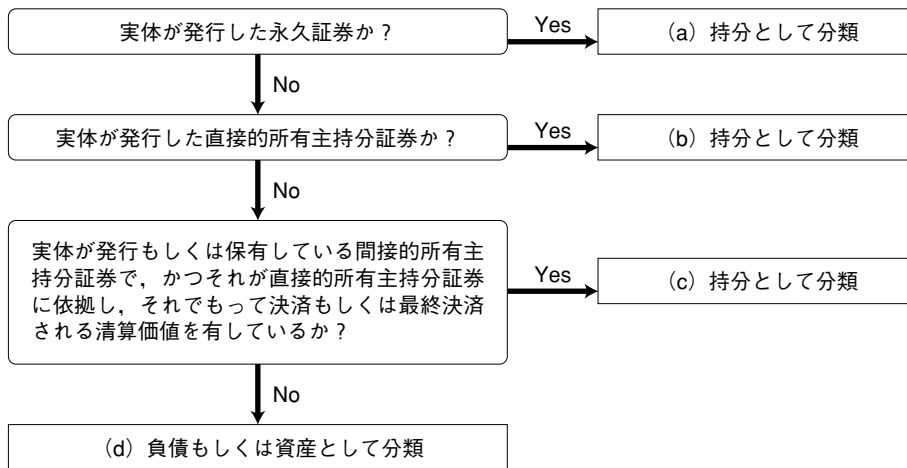 実体が発行した永久証券か？
Yes
（a）持分として分類
No
実体が発行した直接的所有主持分証券か？
Yes
（b）持分として分類
No
実体が発行もしくは保有している間接的所有主
持分証券で，かつそれが直接的所有主持分証券
に依拠し，それでもって決済もしくは最終決済
される清算価値を有しているか？
Yes
（c）持分として分類
No
（d）負債もしくは資産として分類